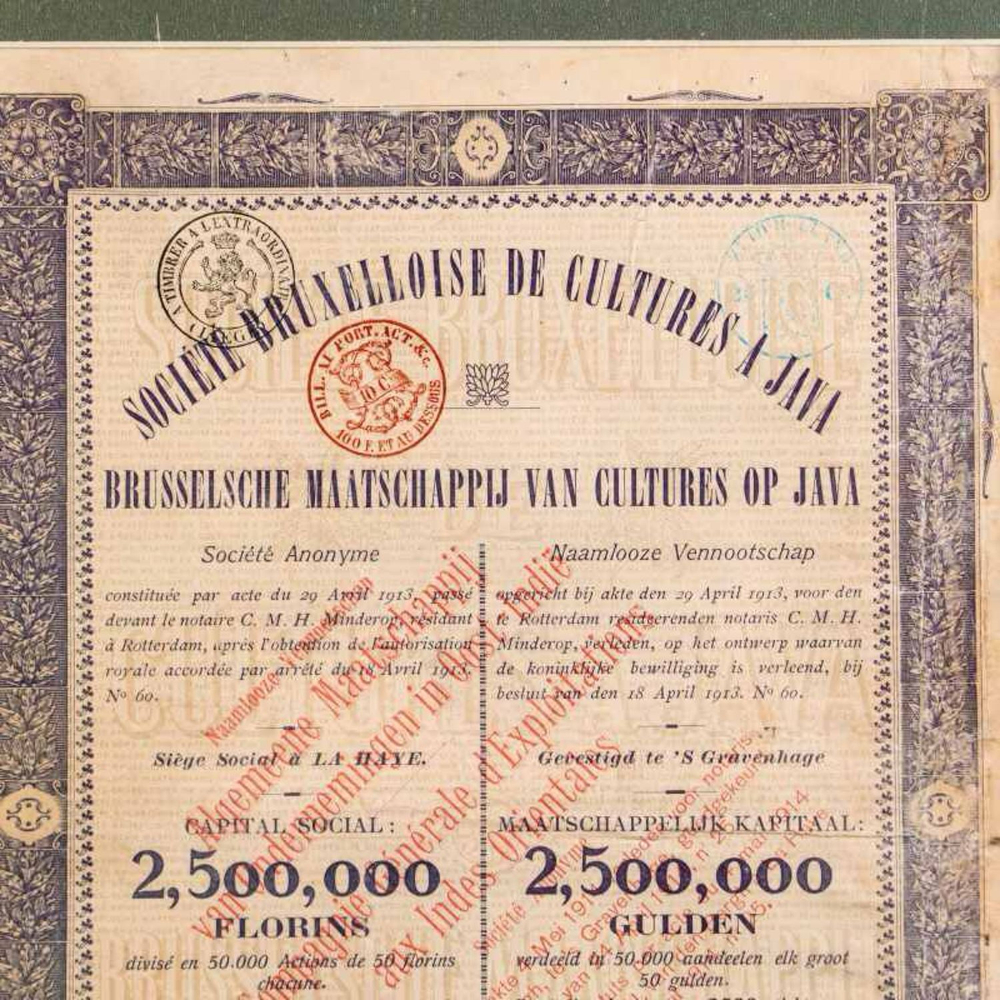 SOCIÉTÉ BRUXELLOISE DE CULTURES A JAVA
A TIMBRER A L'EXTRAORDINAIRE
LIEGE
BILL. AU PORT. ACT. &c.
10 C.
100 F. ET AU DESSOUS
BRUSSELSCHE MAATSCHAPPIJ VAN CULTURES OP JAVA
Société Anonyme
constituée par acte du 29 Avril 1913, passé
devant le notaire C. M. H. Minderop, résidant
à Rotterdam, après l'obtention de l'autorisation
royale accordée par arrêté du 18 Avril 1913.
No 60.
Siège Social à LA HAYE.
CAPITAL SOCIAL:
2,500,000
FLORINS
divisé en 50.000 Actions de 50 florins
chacune.
Naamlooze Vennootschap
opgericht bij akte den 29 April 1913, voor den
te Rotterdam resideerenden notaris C. M. H.
Minderop, verleden, op het ontwerp waarvan
de koninklijke bewilliging is verleend, bij
besluit van den 18 April 1913. No 60.
Gevestigd te 'S Gravenhage
MAATSCHAPPELIJK KAPITAAL:
2,500,000
GULDEN
verdeeld in 50.000 aandeelen elk groot
50 gulden.
Naamlooze Vennootschap
Algemeene Maatschappij
van Ondernemingen in Oost Indië
Compagnie Générale d'Exploitations
aux Indes Orientales
Société